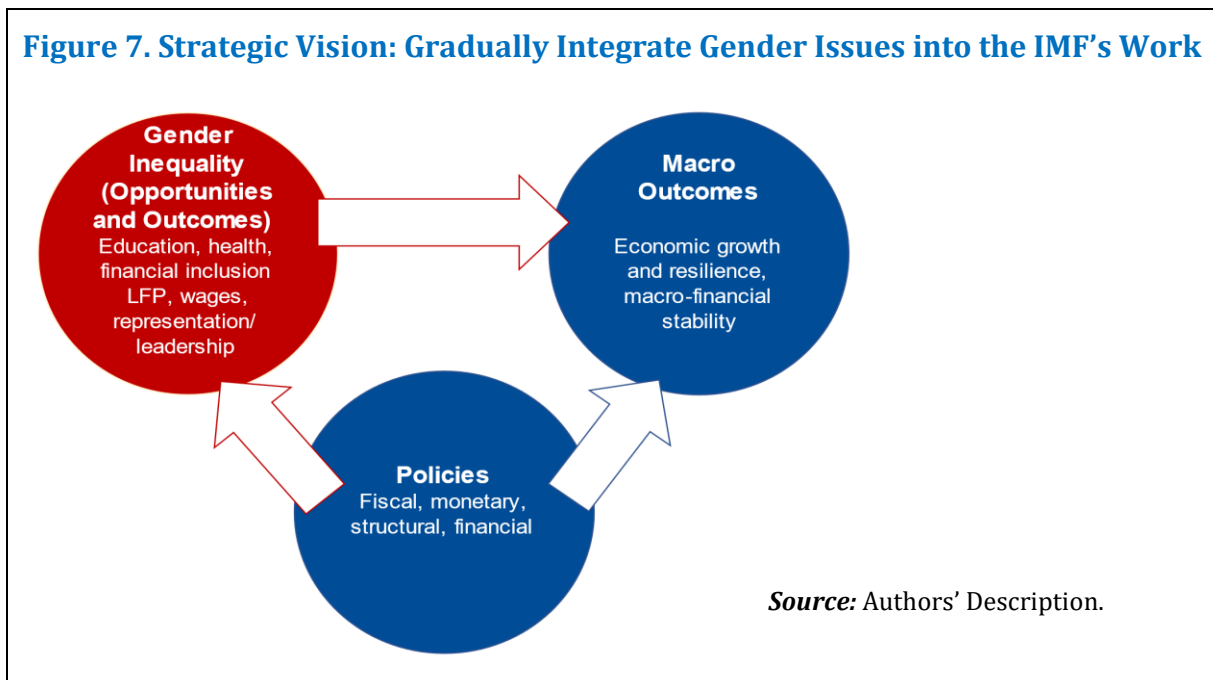 Figure 7. Strategic Vision: Gradually Integrate Gender Issues into the IMF’s Work
Gender
Inequality
(Opportunities
and Outcomes)
Education, health,
financial inclusion
LFP, wages,
representation/
leadership
Macro
Outcomes
Economic growth
and resilience,
macro-financial
stability
Policies
Fiscal, monetary,
structural, financial
Source: Authors’ Description.